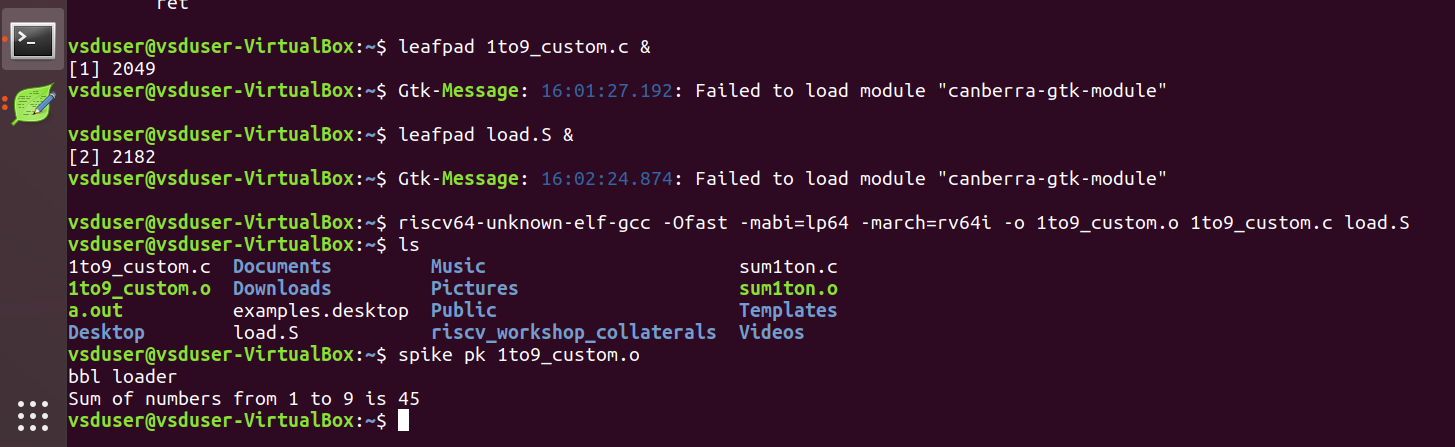 ret
vsduser@vsduser-VirtualBox:~$ leafpad 1to9_custom.c &
[1] 2049
vsduser@vsduser-VirtualBox:~$ Gtk-Message: 16:01:27.192: Failed to load module "canberra-gtk-module"
vsduser@vsduser-VirtualBox:~$ leafpad load.S &
[2] 2182
vsduser@vsduser-VirtualBox:~$ Gtk-Message: 16:02:24.874: Failed to load module "canberra-gtk-module"
vsduser@vsduser-VirtualBox:~$ riscv64-unknown-elf-gcc -Ofast -mabi=lp64 -march=rv64i -o 1to9_custom.o 1to9_custom.c load.S
vsduser@vsduser-VirtualBox:~$ ls
1to9_custom.c Documents Music sum1ton.c
1to9_custom.o Downloads Pictures sum1ton.o
a.out examples.desktop Public Templates
Desktop load.S riscv_workshop_collaterals Videos
vsduser@vsduser-VirtualBox:~$ spike pk 1to9_custom.o
bbl loader
Sum of numbers from 1 to 9 is 45
vsduser@vsduser-VirtualBox:~$